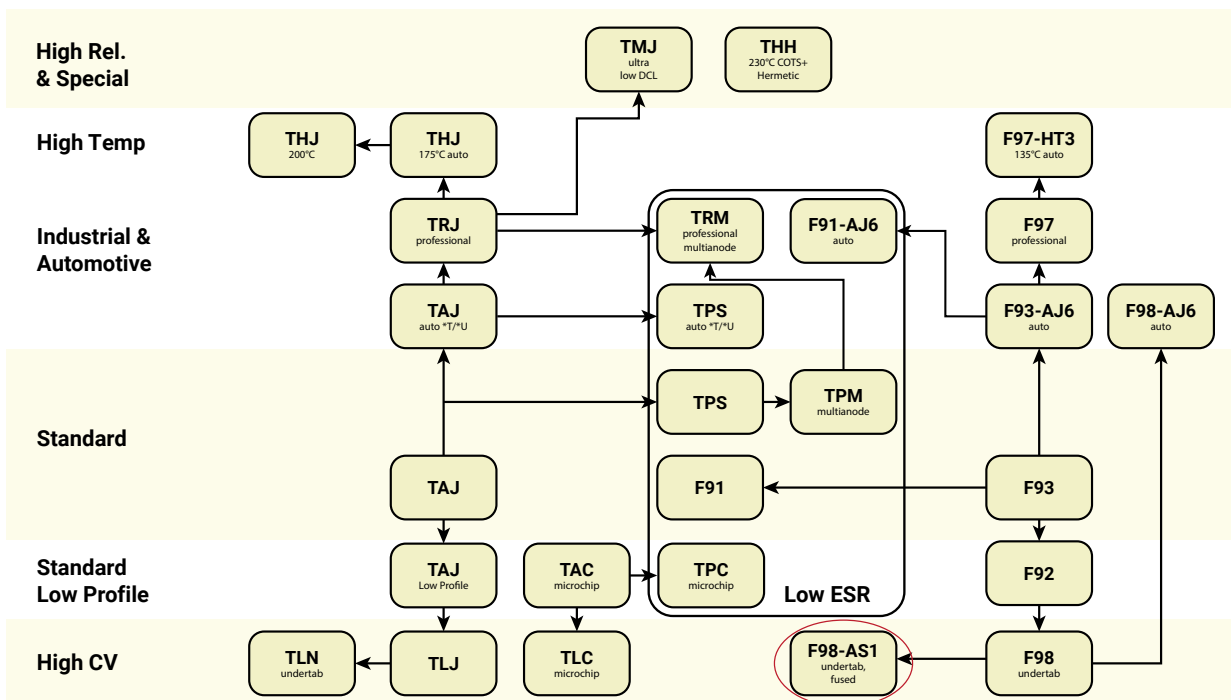 High Rel.
& Special
TMJ
ultra
low DCL
THH
230°C COTS+
Hermetic
High Temp
THJ
200°C
THJ
175°C auto
F97-HT3
135°C auto
Industrial &
Automotive
TRJ
professional
TRM
professional
multianode
F91-AJ6
auto
F97
professional
TAJ
auto *T/*U
TPS
auto *T/*U
F93-AJ6
auto
F98-AJ6
auto
Standard
TPS
TPM
multianode
TAJ
F91
F93
Standard
Low Profile
TAJ
Low Profile
TAC
microchip
TPC
microchip
Low ESR
F92
High CV
TLN
undertab
TLJ
TLC
microchip
F98-AS1
undertab,
fused
F98
undertab